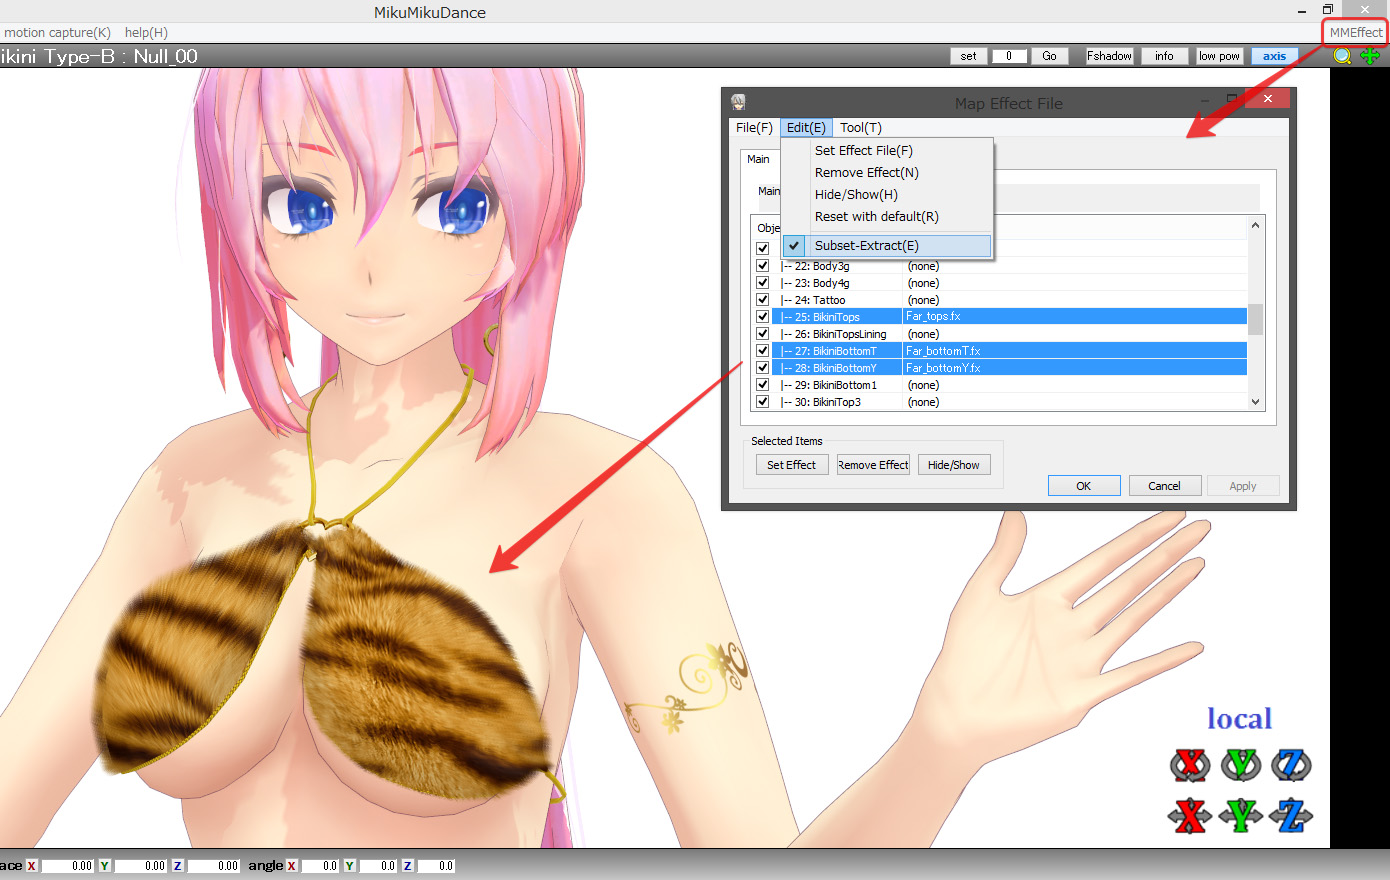 MikuMikuDance
motion capture(K) help(H) MMEffect
ikini Type-B : Null_00 set 0 Go Fshadow info low pow axis
Map Effect File
File(F) Edit(E) Tool(T)
Set Effect File(F)
Main
Remove Effect(N)
Main
Hide/Show(H)
Reset with default(R)
Obje
Subset-Extract(E)
|-- 22: Body3g (none)
|-- 23: Body4g (none)
|-- 24: Tattoo (none)
|-- 25: BikiniTops Far_tops.fx
|-- 26: BikiniTopsLining (none)
|-- 27: BikiniBottomT Far_bottomT.fx
|-- 28: BikiniBottomY Far_bottomY.fx
|-- 29: BikiniBottom1 (none)
|-- 30: BikiniTop3 (none)
Selected Items
Set Effect Remove Effect Hide/Show
OK Cancel Apply
local
X Y Z
X Y Z
ace X 0.00 Y 0.00 Z 0.00 angle X 0.0 Y 0.0 Z 0.0